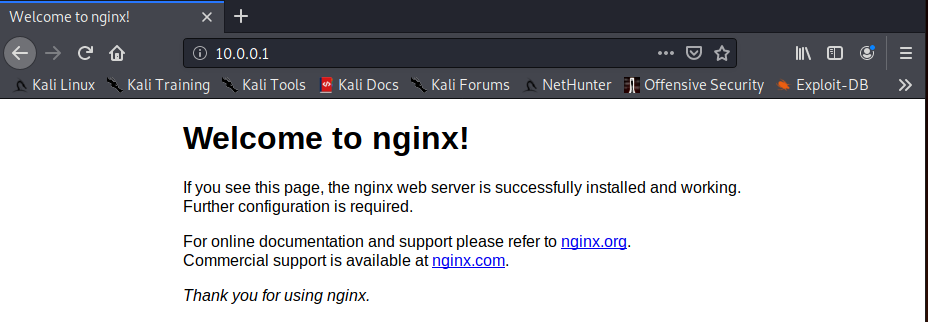 Welcome to nginx!
10.0.0.1
Kali Linux Kali Training Kali Tools Kali Docs Kali Forums NetHunter Offensive Security Exploit-DB
Welcome to nginx!
If you see this page, the nginx web server is successfully installed and working.
Further configuration is required.
For online documentation and support please refer to nginx.org.
Commercial support is available at nginx.com.
Thank you for using nginx.